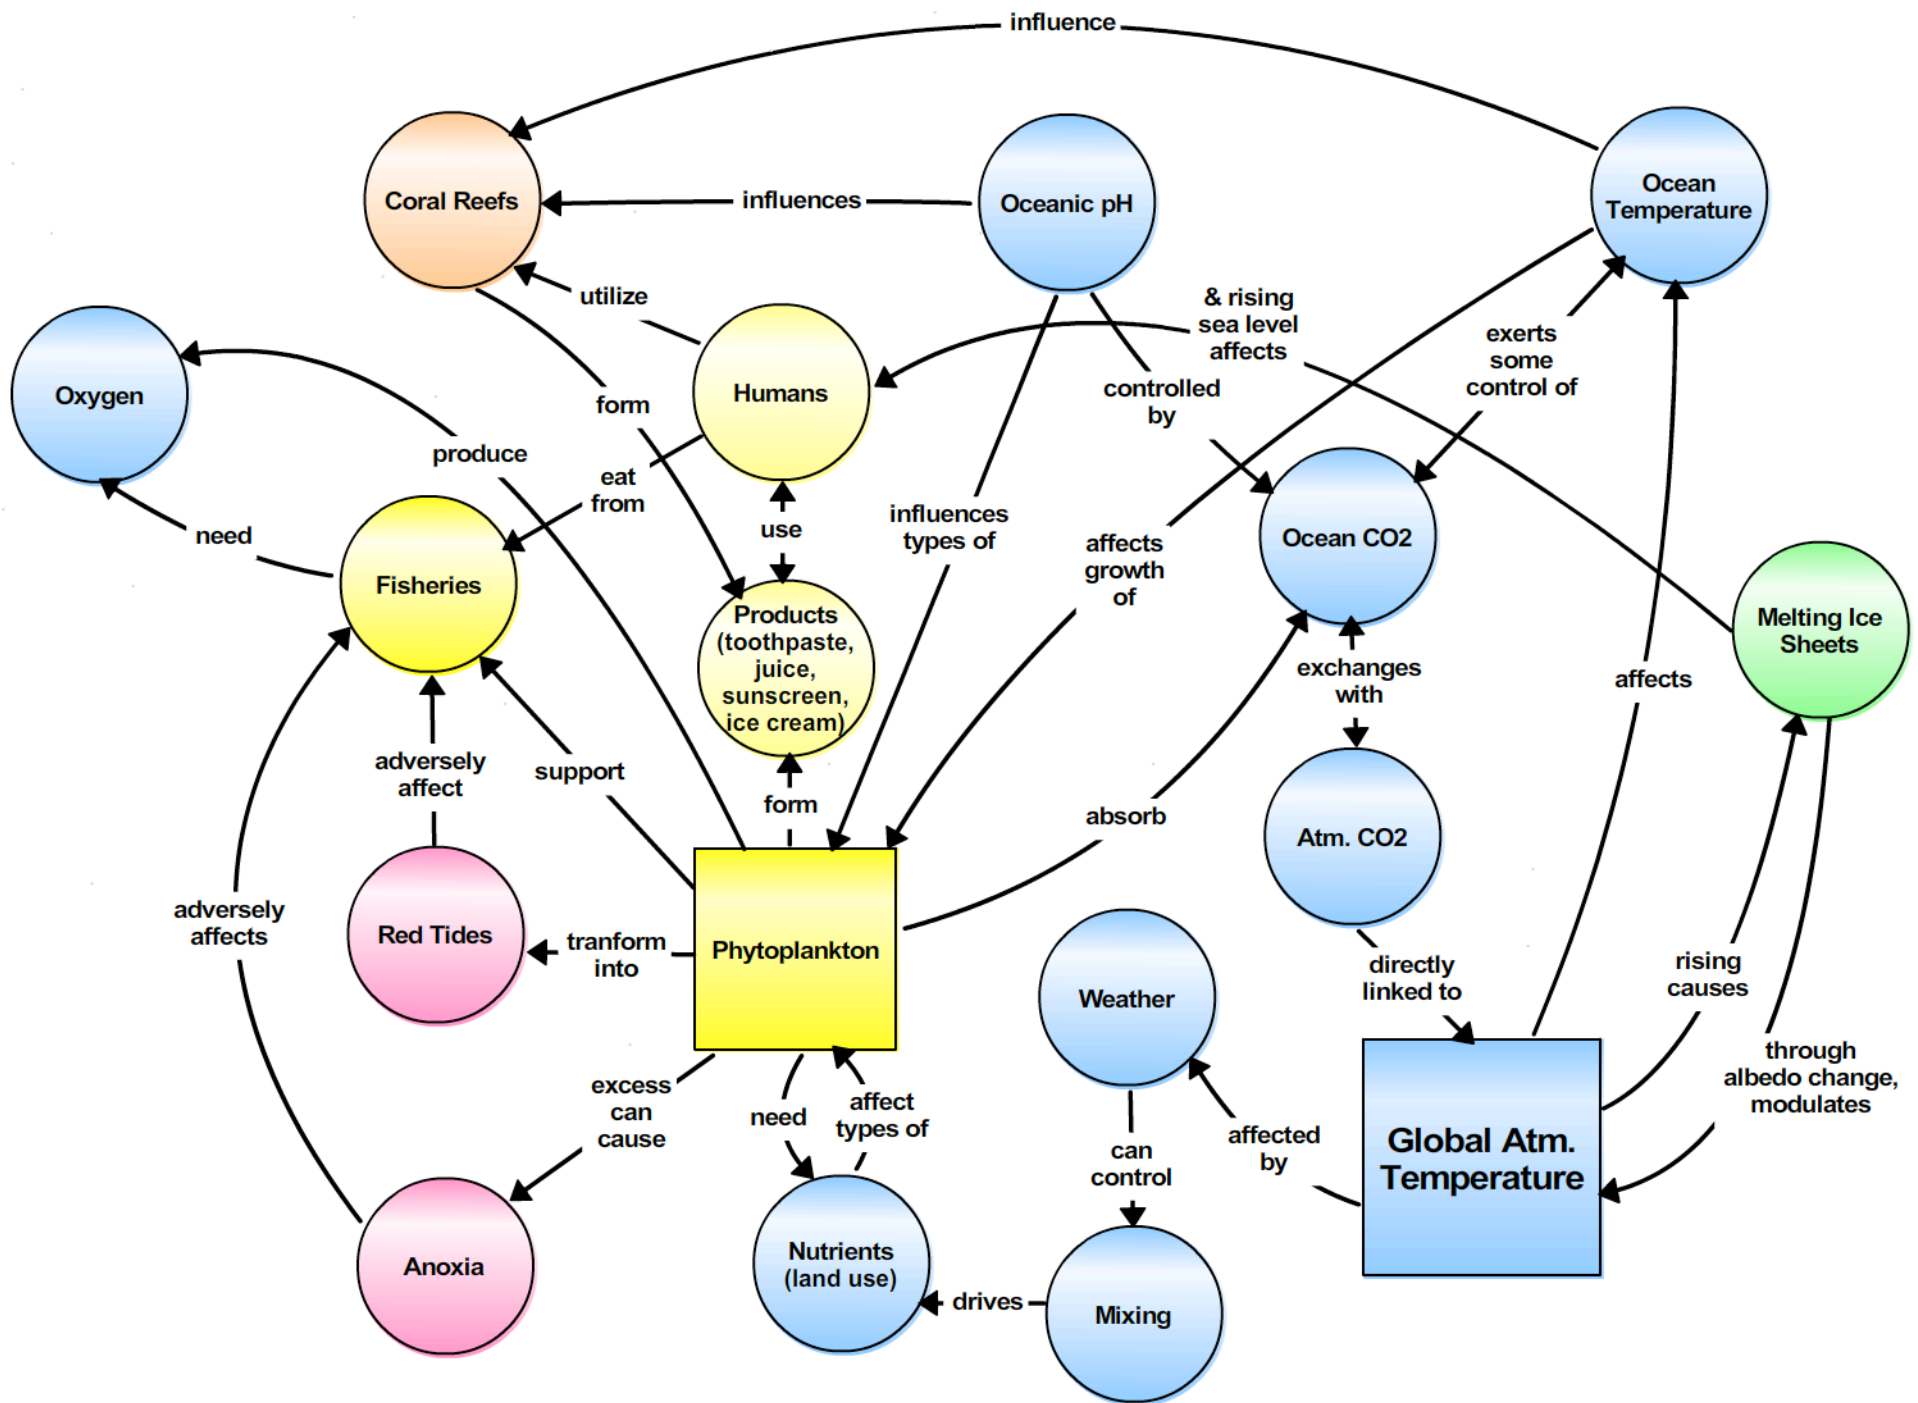 influence
Coral Reefs
influences
Oceanic pH
Ocean
Temperature
utilize
& rising
sea level
affects
exerts
some
control of
Oxygen
form
Humans
controlled
by
produce
eat
from
need
use
influences
types of
affects
growth
of
Ocean CO2
Fisheries
Products
(toothpaste,
juice,
sunscreen,
ice cream)
Melting Ice
Sheets
exchanges
with
affects
adversely
affect
support
form
absorb
Atm. CO2
adversely
affects
Red Tides
tranform
into
Phytoplankton
Weather
directly
linked to
rising
causes
through
albedo change,
modulates
excess
can
cause
need
affect
types of
can
control
affected
by
Global Atm.
Temperature
Anoxia
Nutrients
(land use)
drives
Mixing